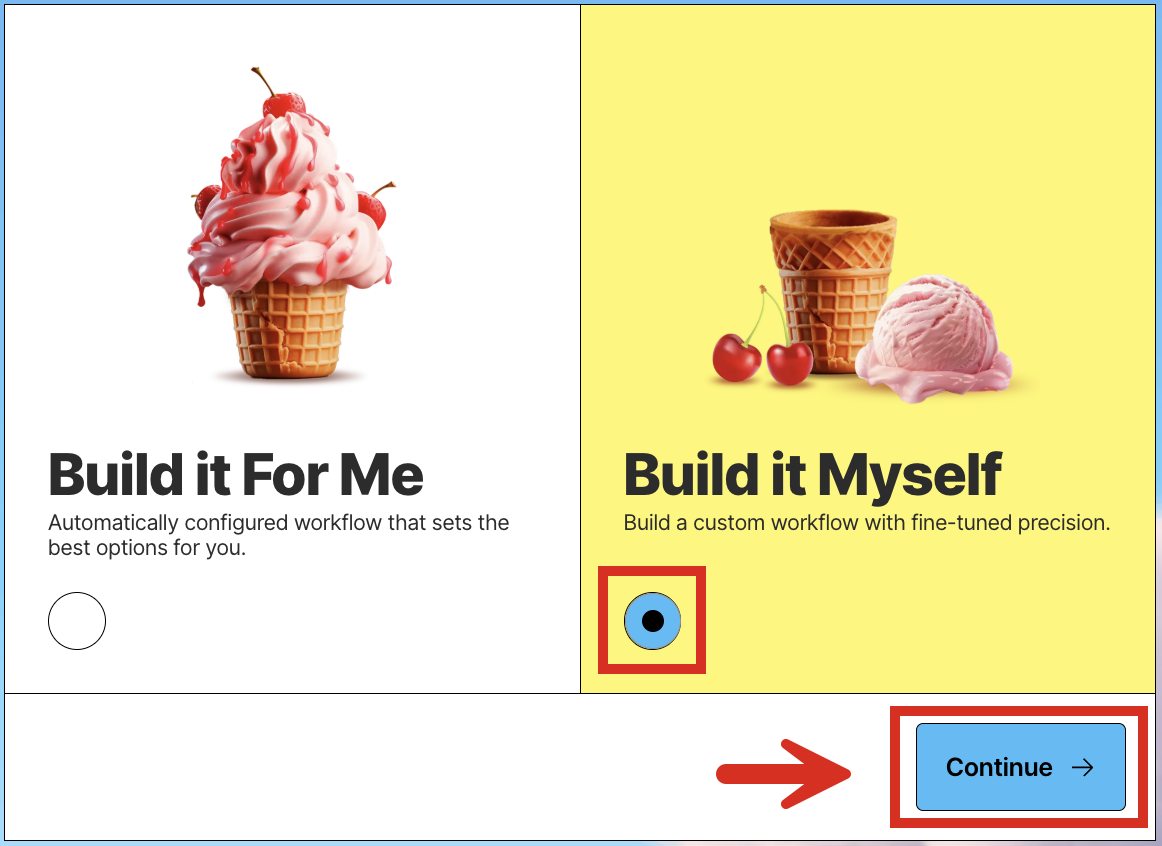 Build it For Me
Automatically configured workflow that sets the
best options for you.
Build it Myself
Build a custom workflow with fine-tuned precision.
Continue